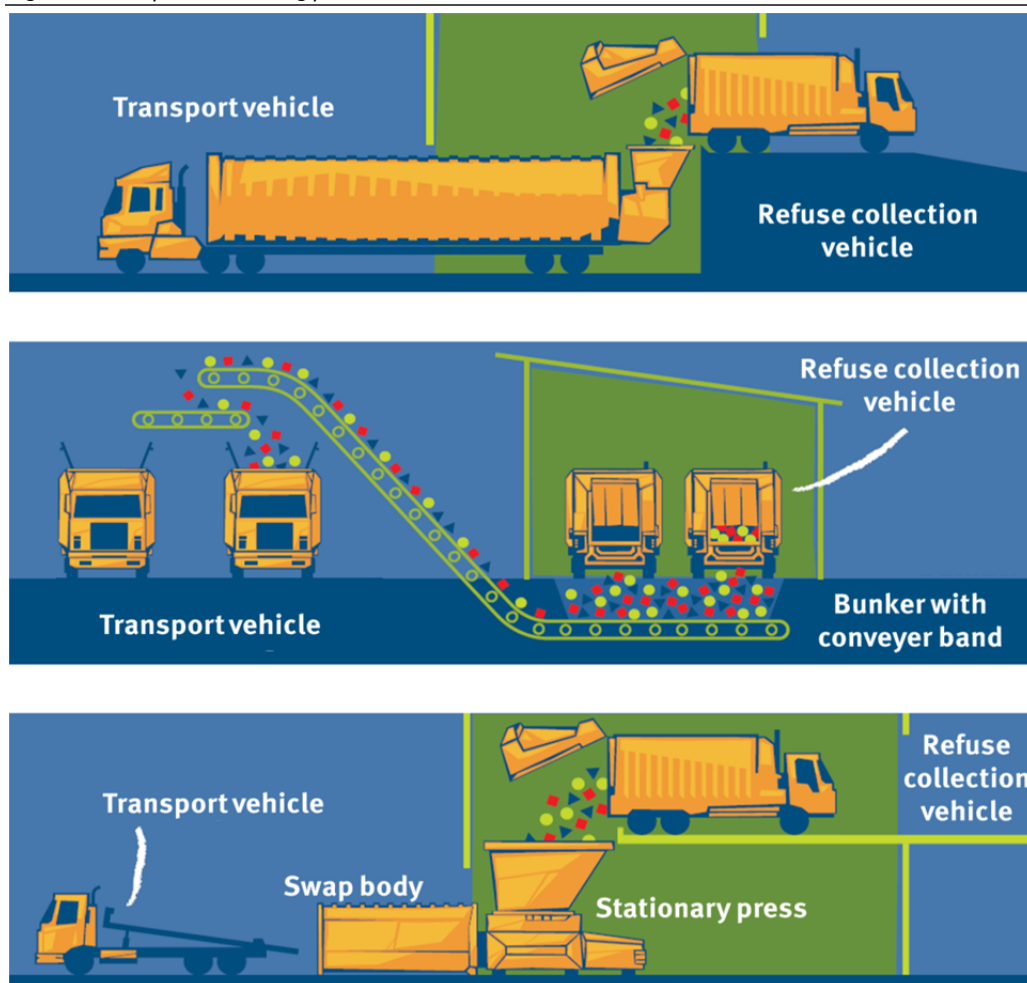 Transport vehicle
Refuse collection
vehicle
Refuse collection
vehicle
Transport vehicle
Bunker with
conveyer band
Refuse
collection
vehicle
Transport vehicle
Swap body
Stationary press